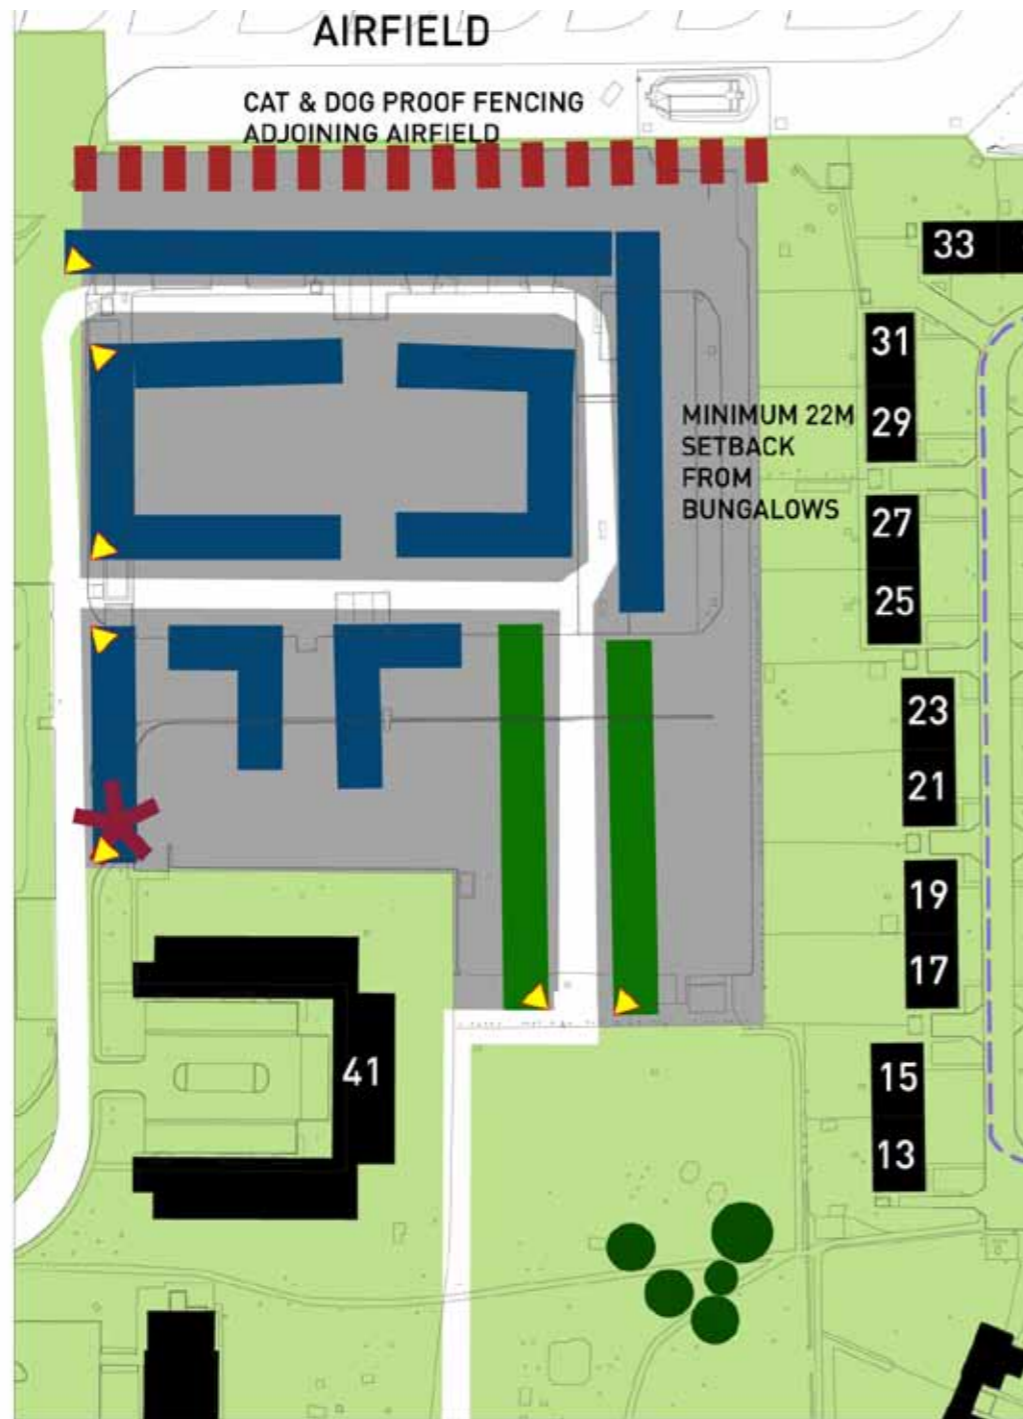 AIRFIELD
CAT & DOG PROOF FENCING
ADJOINING AIRFIELD
33
31
29
MINIMUM 22M
SETBACK
FROM
BUNGALOWS
27
25
23
21
19
17
41
15
13